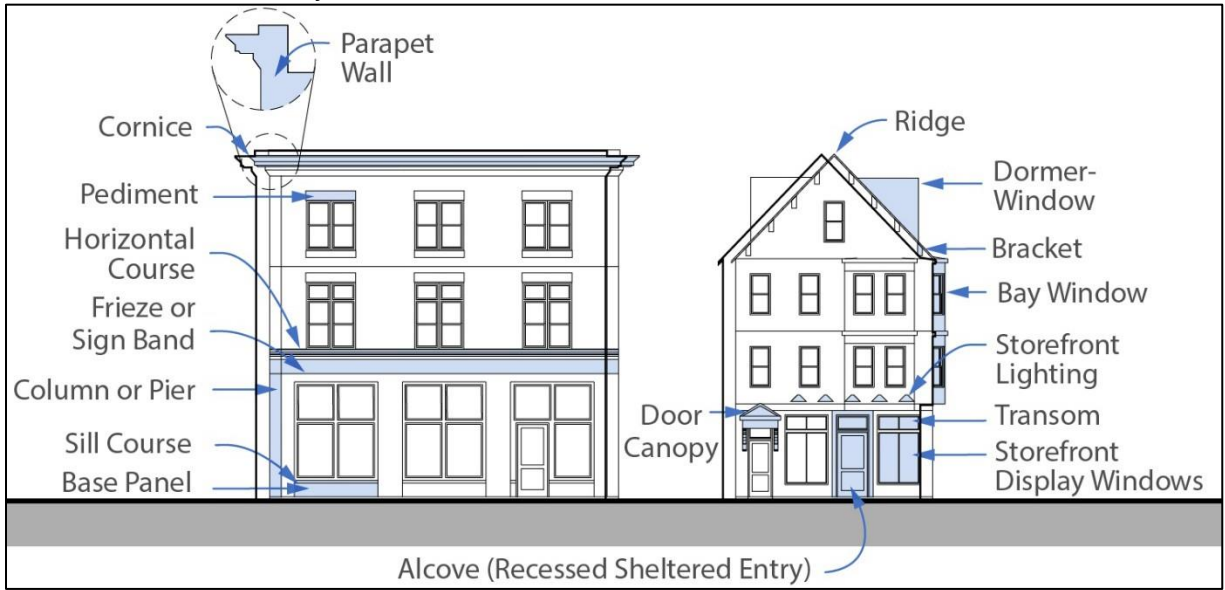 Parapet
Wall
Cornice
Pediment
Horizontal
Course
Frieze or
Sign Band
Column or Pier
Sill Course
Base Panel
Ridge
Dormer-
Window
Bracket
Bay Window
Storefront
Lighting
Door
Canopy
Transom
Storefront
Display Windows
Alcove (Recessed Sheltered Entry)